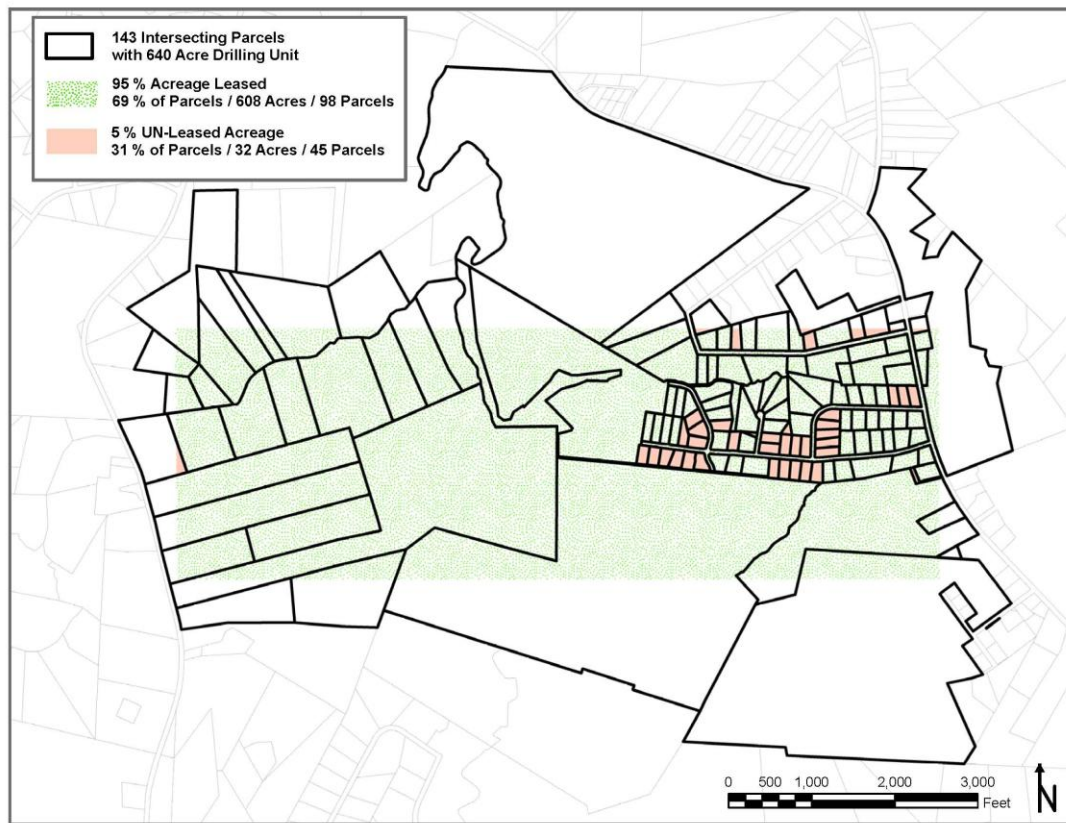 143 Intersecting Parcels
with 640 Acre Drilling Unit
95 % Acreage Leased
69 % of Parcels / 608 Acres / 98 Parcels
5 % UN-Leased Acreage
31 % of Parcels / 32 Acres / 45 Parcels
0 500 1,000 2,000 3,000
Feet
N